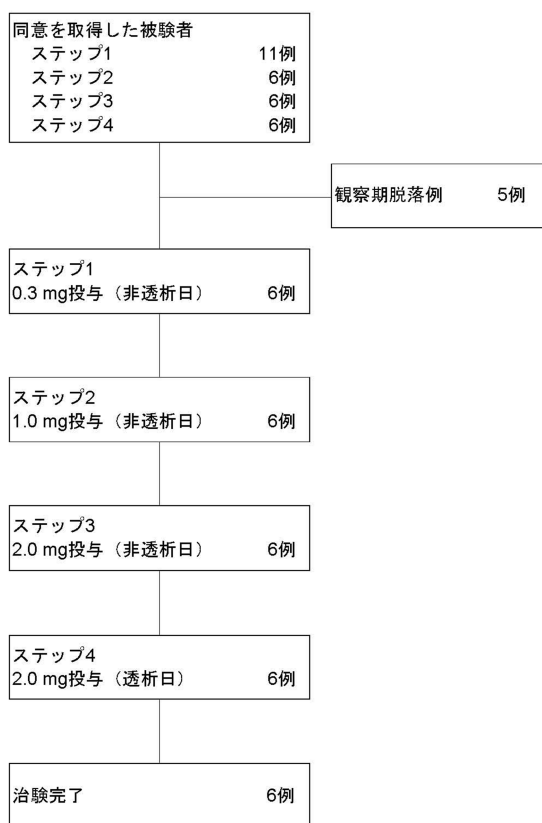 同意を取得した被験者
ステップ1 11例
ステップ2 6例
ステップ3 6例
ステップ4 6例
観察期脱落例 5例
ステップ1
0.3 mg投与（非透析日） 6例
ステップ2
1.0 mg投与（非透析日） 6例
ステップ3
2.0 mg投与（非透析日） 6例
ステップ4
2.0 mg投与（透析日） 6例
治験完了 6例